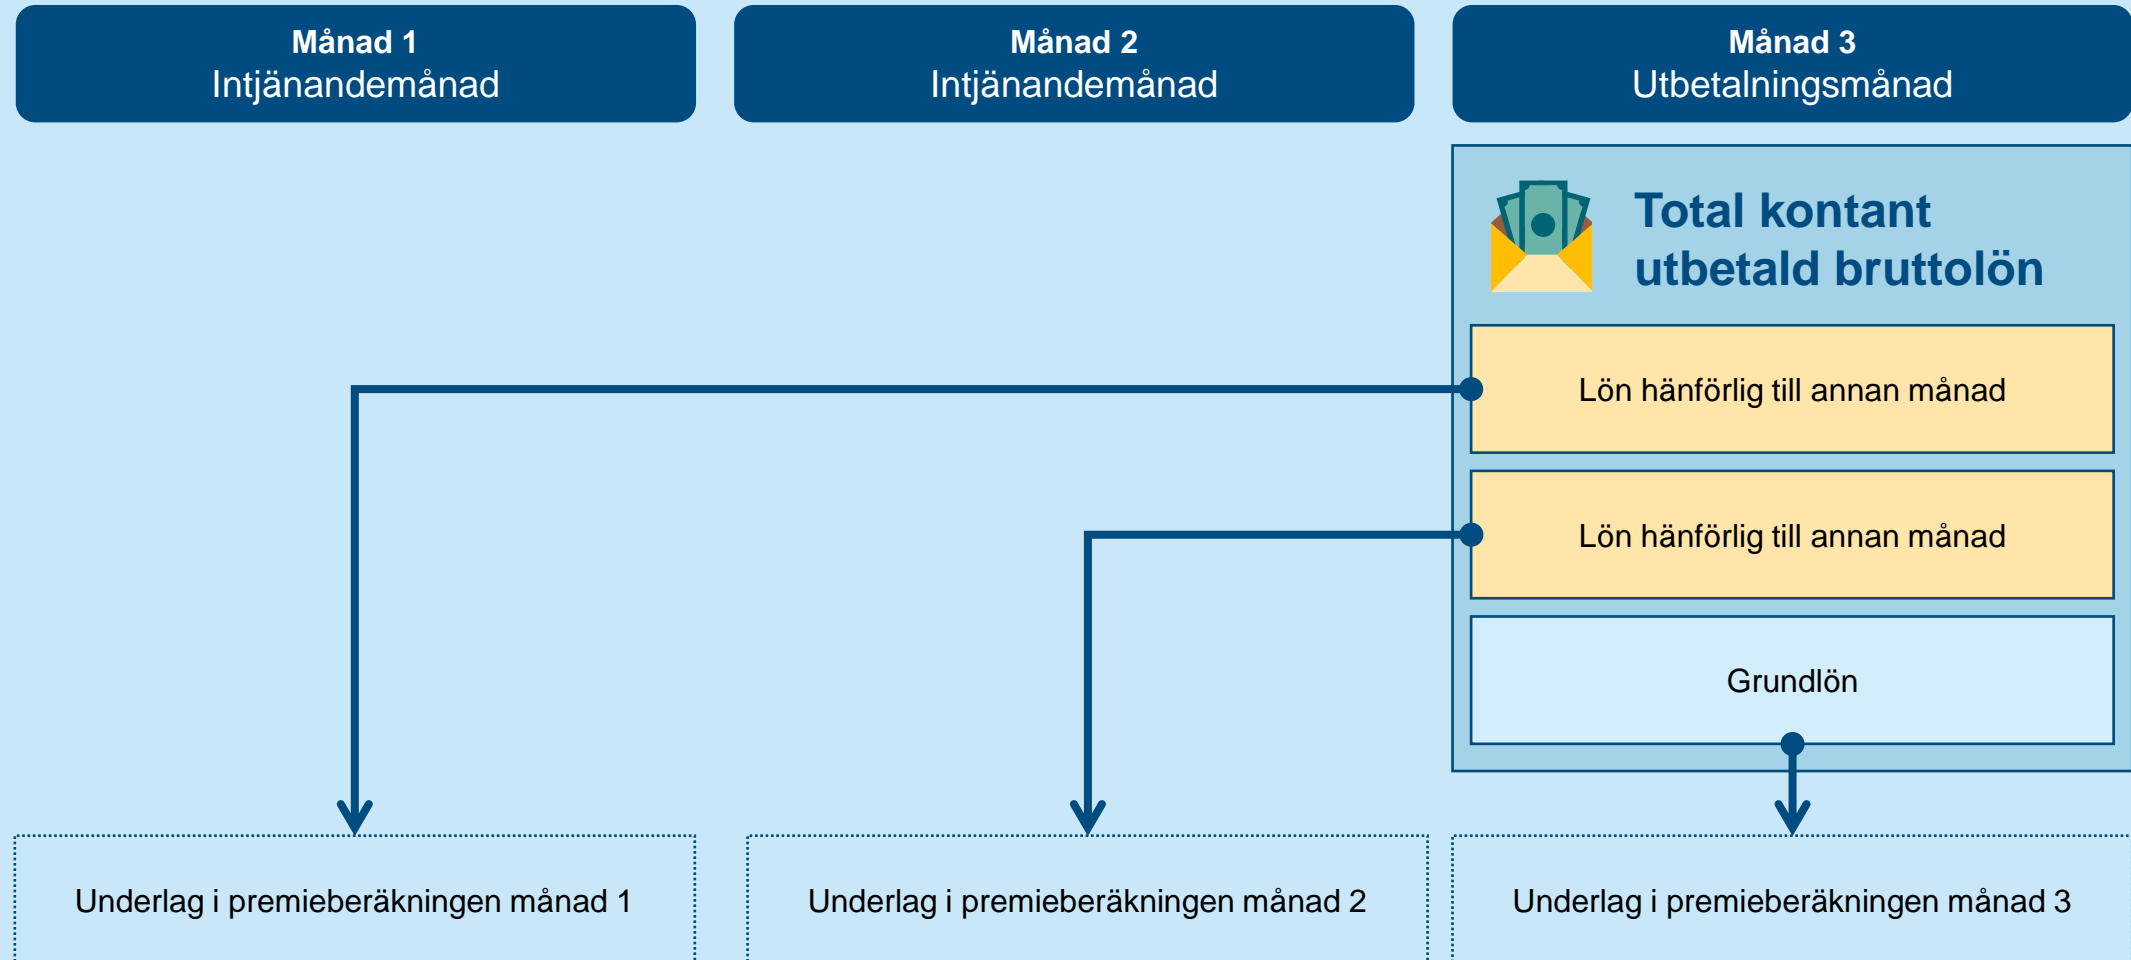 Månad 1
Intjänandemånad
Månad 2
Intjänandemånad
Månad 3
Utbetalningsmånad
Total kontant
utbetald bruttolön
Lön hänförlig till annan månad
Lön hänförlig till annan månad
Grundlön
Underlag i premieberäkningen månad 1
Underlag i premieberäkningen månad 2
Underlag i premieberäkningen månad 3